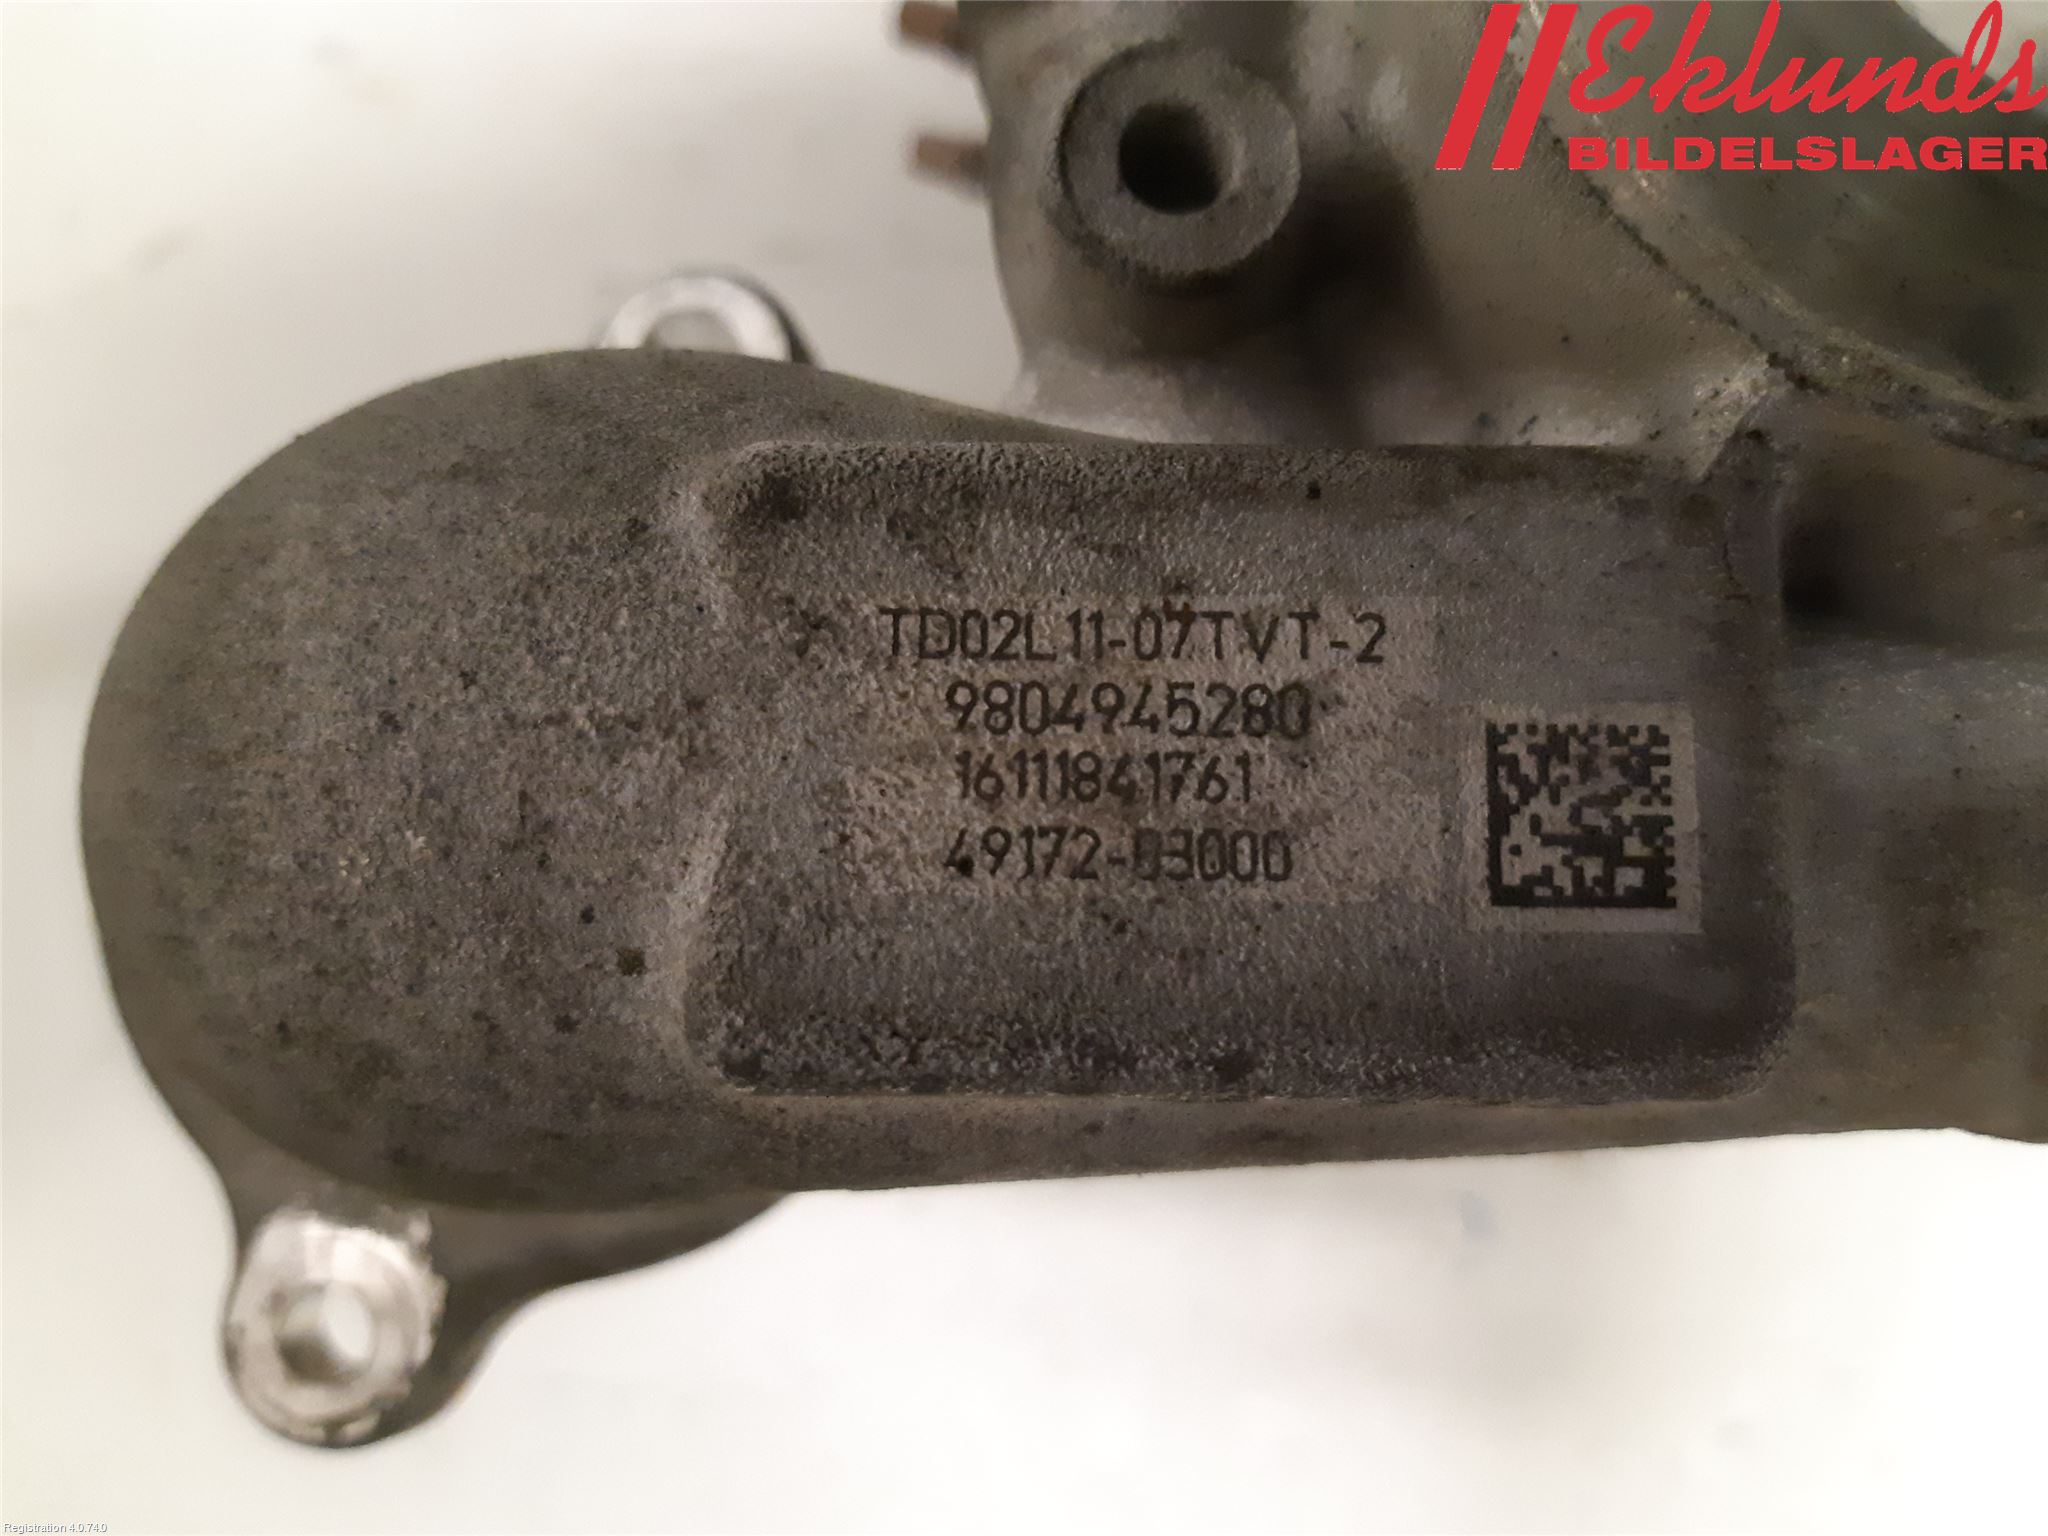 Eklunds
BILDELSLAGER
TD02L11-07TVT-2
9804945280
16111841761
49172-03000
Registration 4.0.74.0